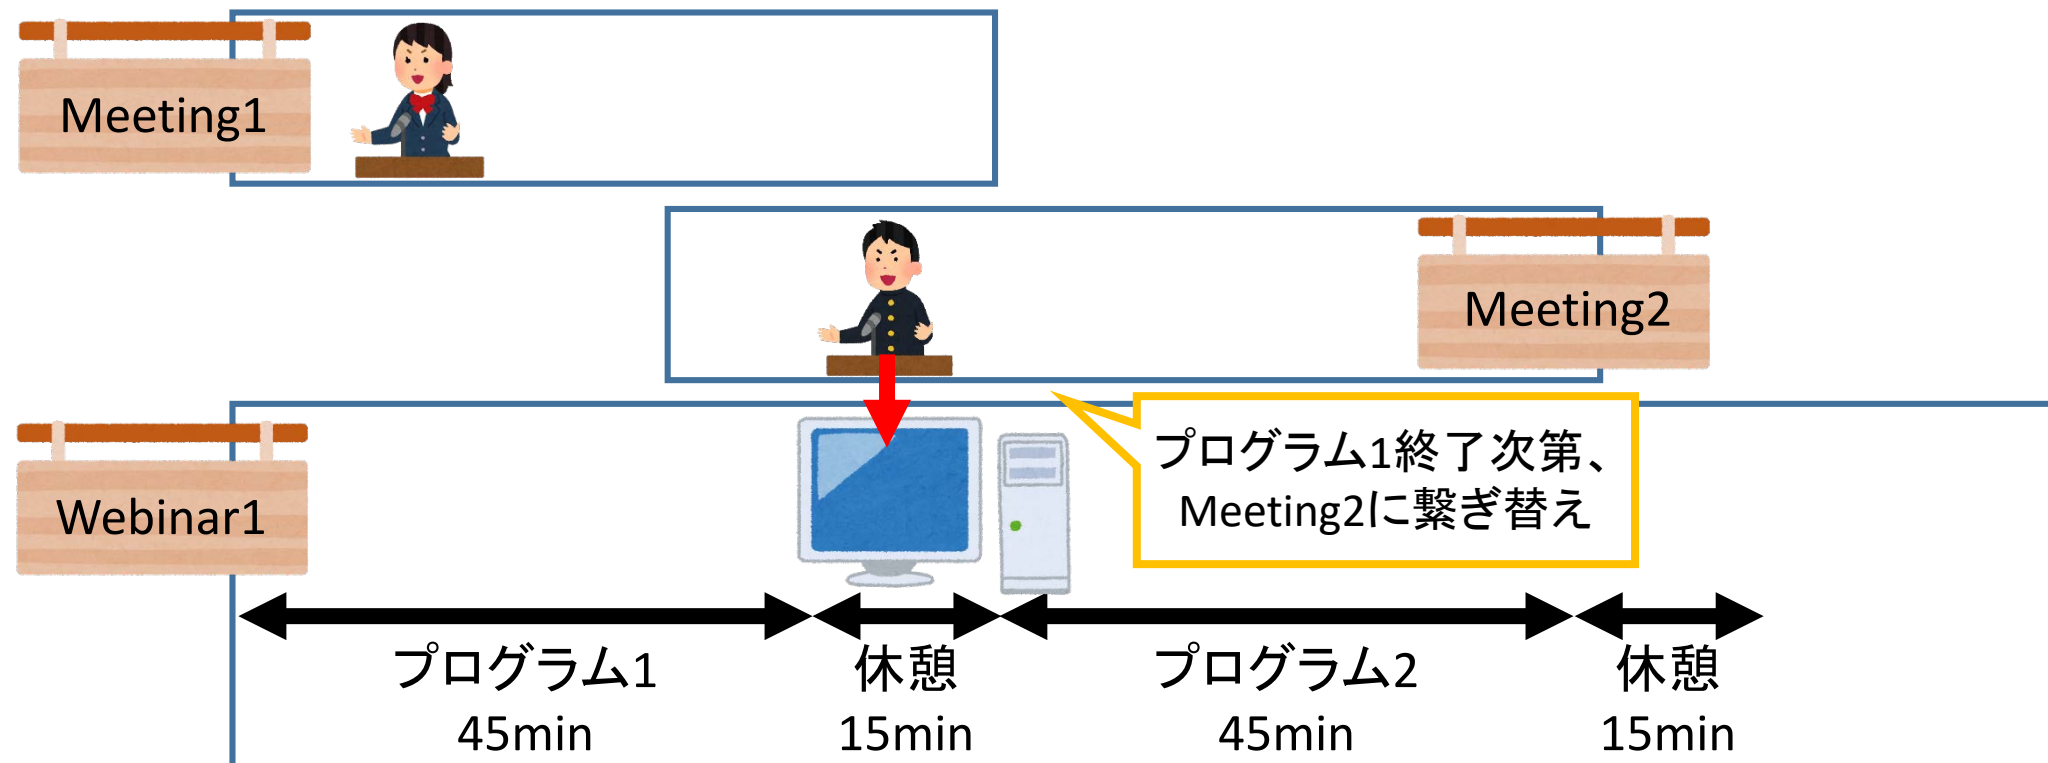 Meeting1
Meeting2
Webinar1
プログラム1終了次第、
Meeting2に繋ぎ替え
プログラム1
45min
休憩
15min
プログラム2
45min
休憩
15min